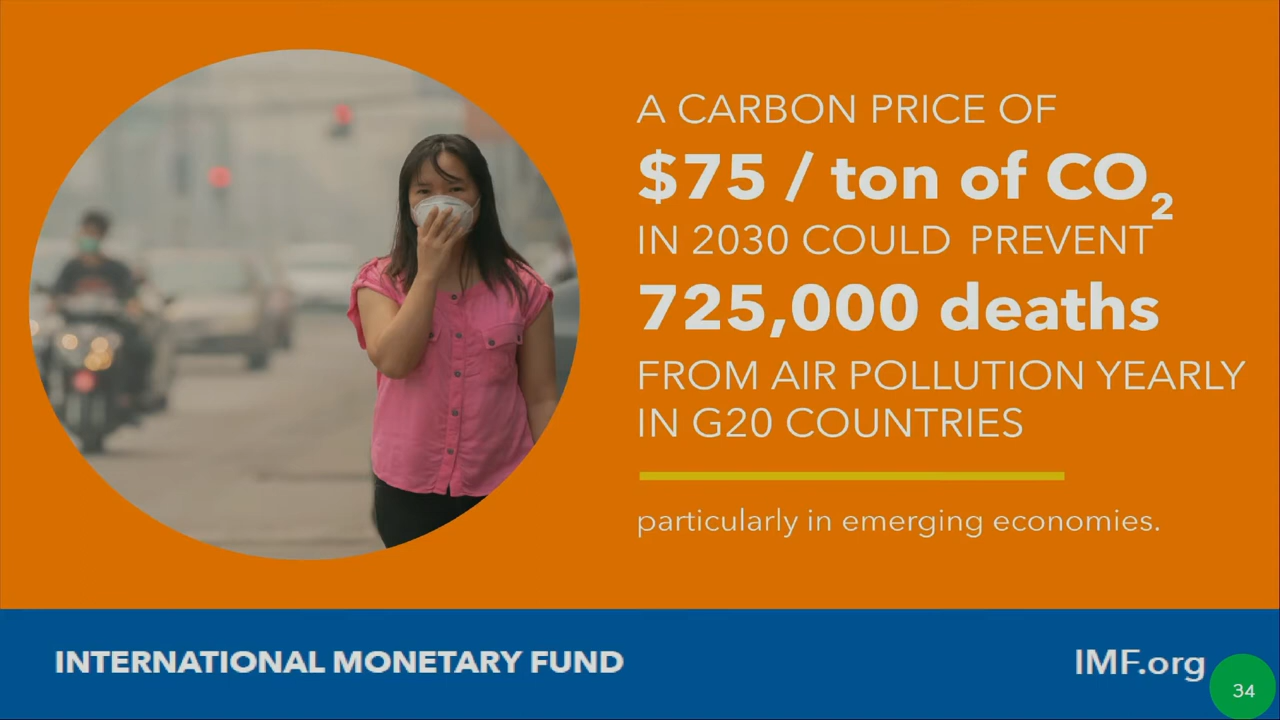 A CARBON PRICE OF
$75 / ton of CO₂
IN 2030 COULD PREVENT
725,000 deaths
FROM AIR POLLUTION YEARLY
IN G20 COUNTRIES
particularly in emerging economies.
INTERNATIONAL MONETARY FUND
IMF.org
34